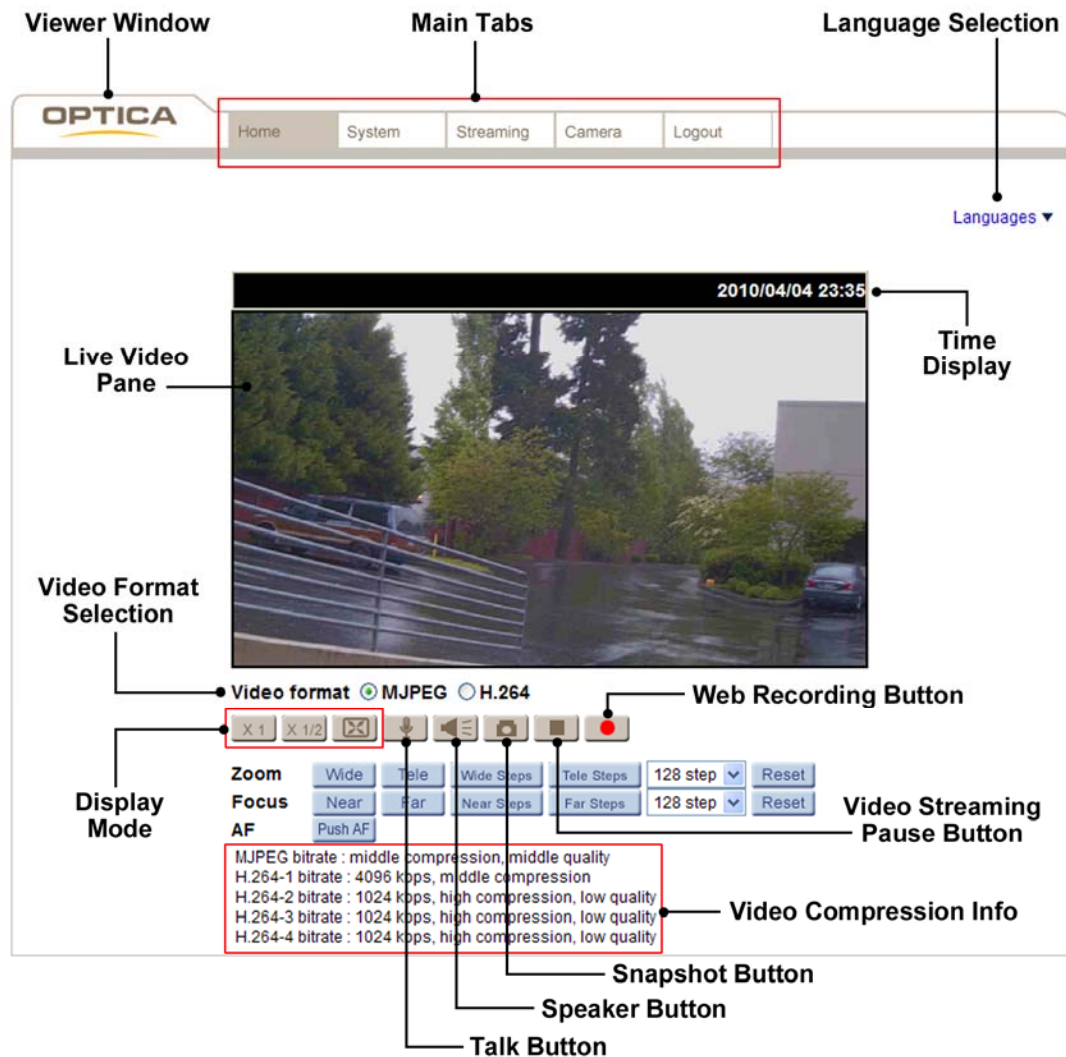 Viewer Window
Main Tabs
Language Selection
OPTICA
Home System Streaming Camera Logout
Languages ▼
2010/04/04 23:35
Live Video
Pane
Time
Display
Video Format
Selection
Video format MJPEG H.264
Web Recording Button
X 1 X 1/2
Zoom Wide Tele Wide Steps Tele Steps 128 step Reset
Focus Near Far Near Steps Far Steps 128 step Reset
AF Push AF
Display
Mode
Video Streaming
Pause Button
MJPEG bitrate : middle compression, middle quality
H.264-1 bitrate : 4096 kbps, middle compression
H.264-2 bitrate : 1024 kbps, high compression, low quality
H.264-3 bitrate : 1024 kbps, high compression, low quality
H.264-4 bitrate : 1024 kbps, high compression, low quality
Video Compression Info
Snapshot Button
Speaker Button
Talk Button